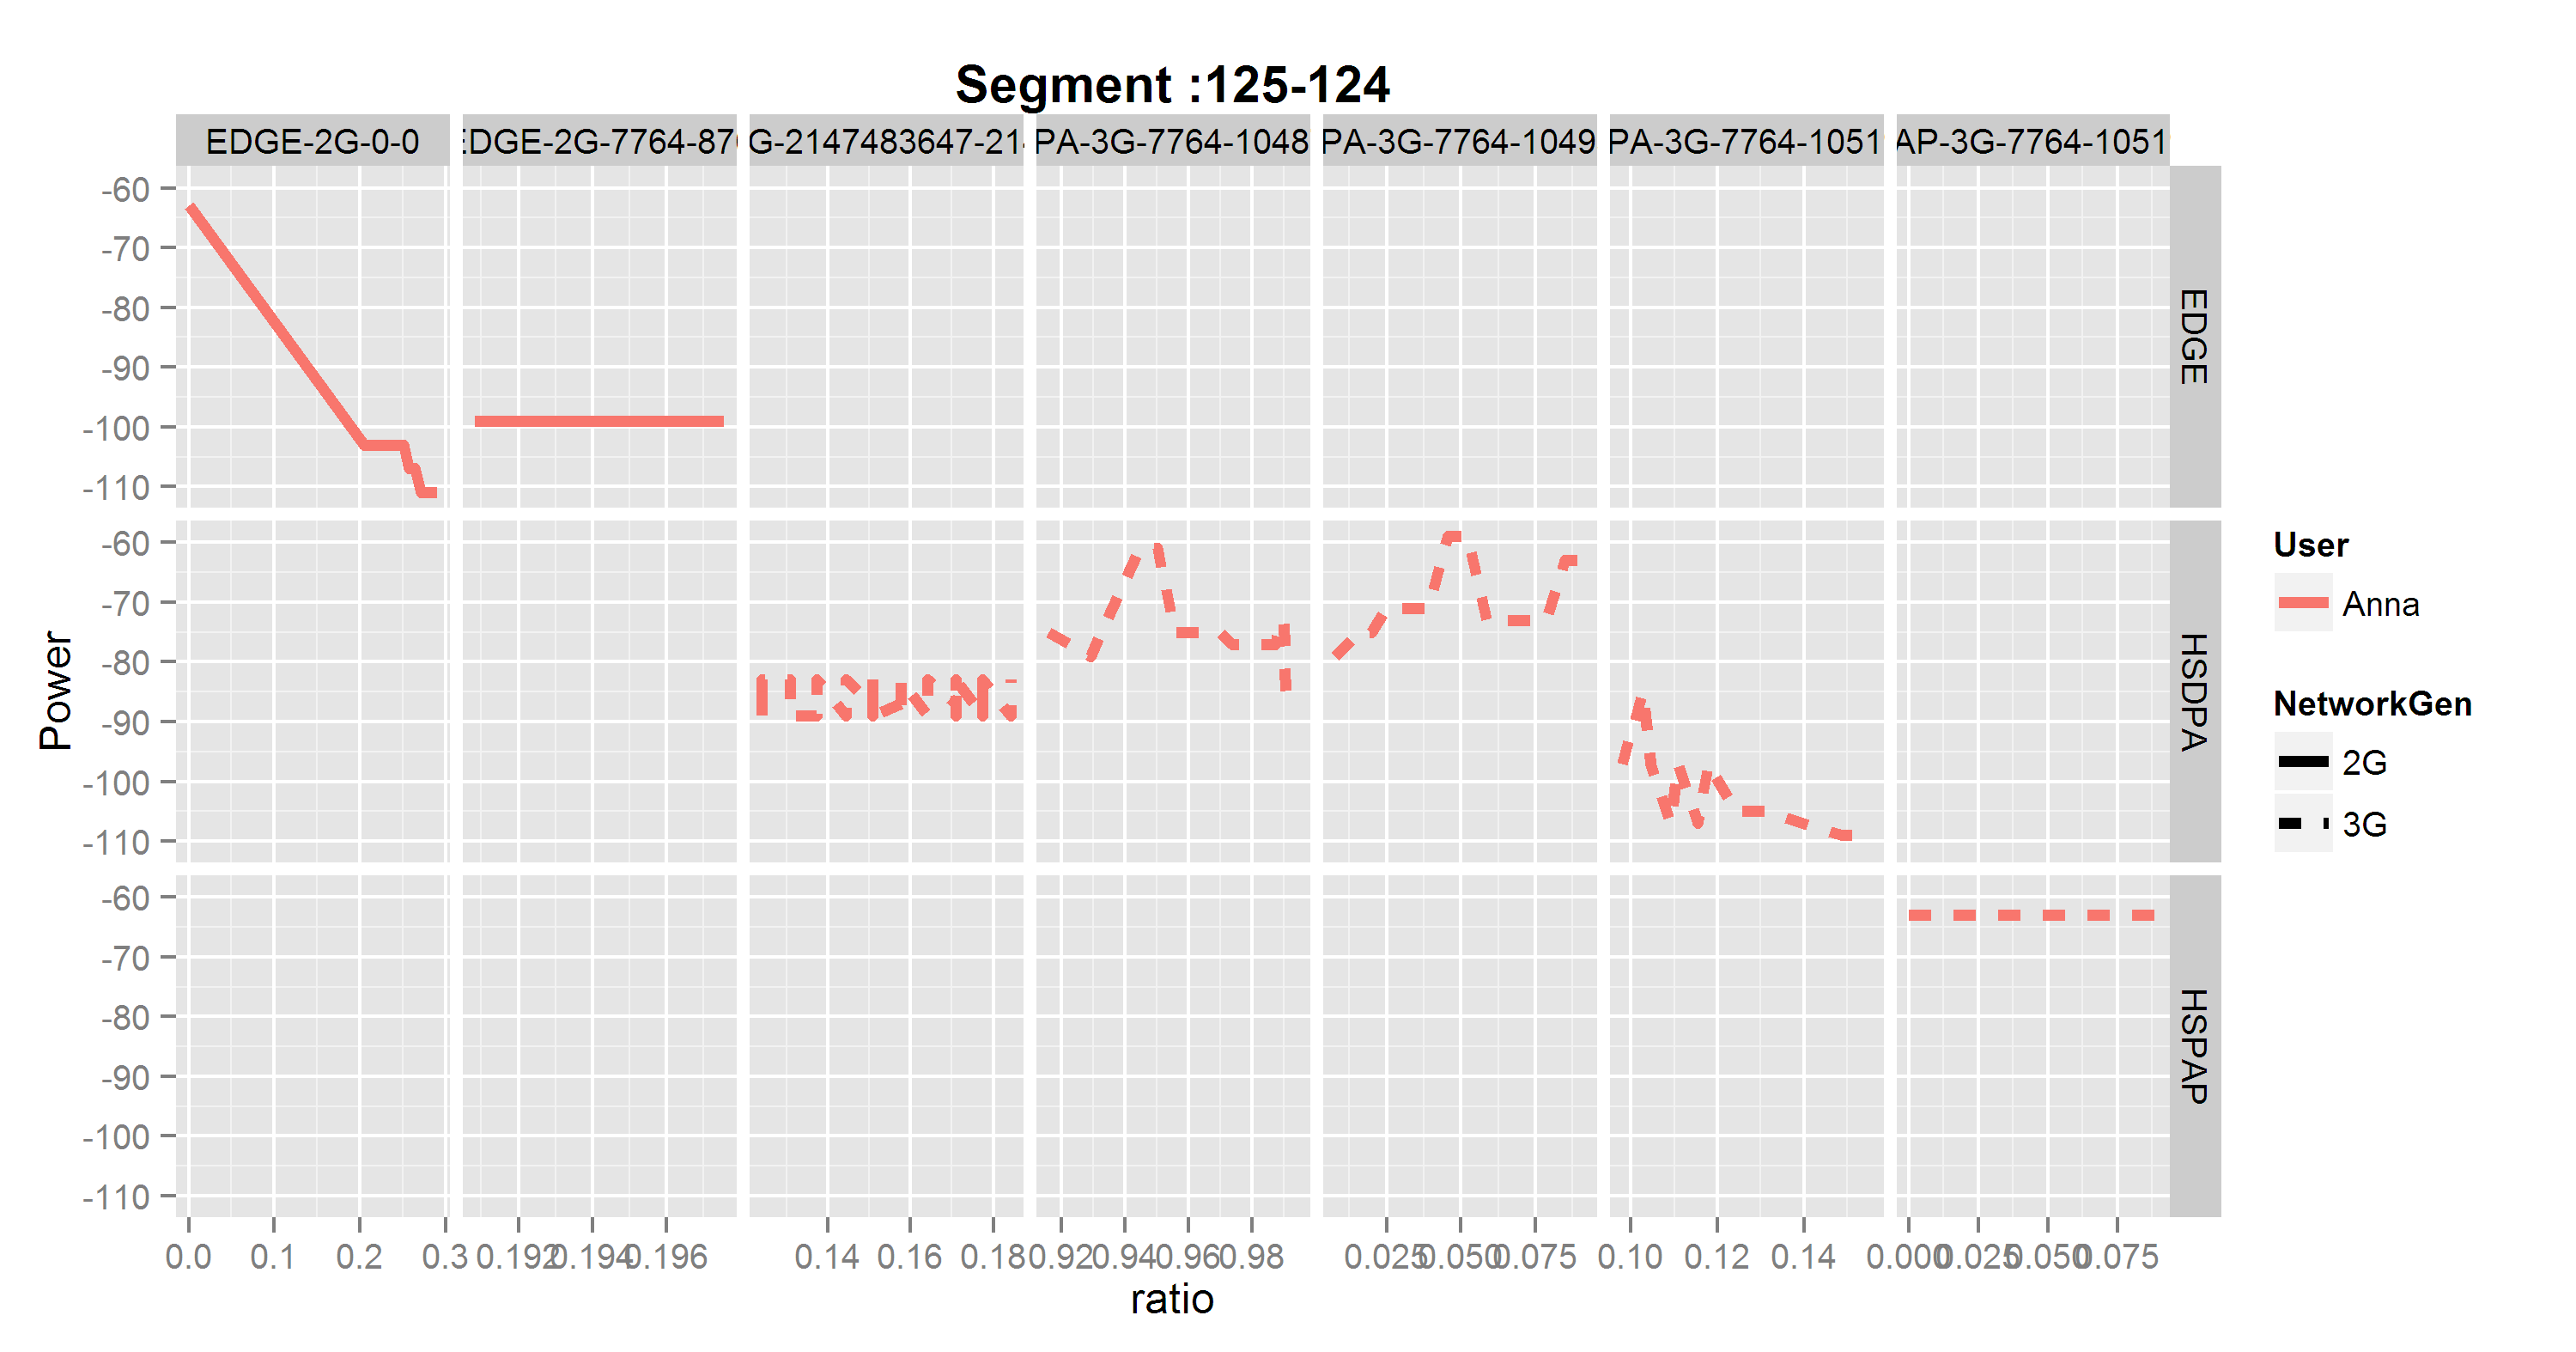 Segment :125-124
EDGE-2G-0-0
EDGE-2G-7764-876
G-2147483647-214
PA-3G-7764-1048
PA-3G-7764-1049
PA-3G-7764-1051
AP-3G-7764-1051
-60
-70
-80
-90
-100
-110
EDGE
-60
-70
-80
-90
-100
-110
HSDPA
-60
-70
-80
-90
-100
-110
HSPAP
Power
0.0 0.1 0.2 0.3
0.192 0.194 0.196
0.14 0.16 0.18
0.92 0.94 0.96 0.98
0.025 0.050 0.075
0.10 0.12 0.14
0.000 0.025 0.050 0.075
ratio
User
Anna
NetworkGen
2G
3G